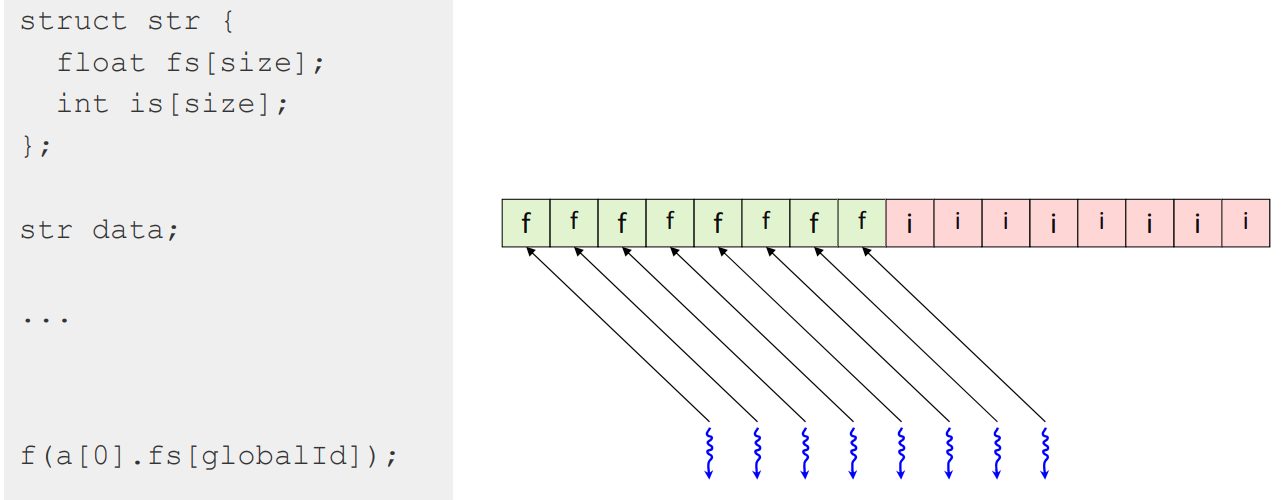 struct str {
float fs[size];
int is[size];
};
str data;
...
f(a[0].fs[globalId]);
f f f f f f f f i i i i i i i i